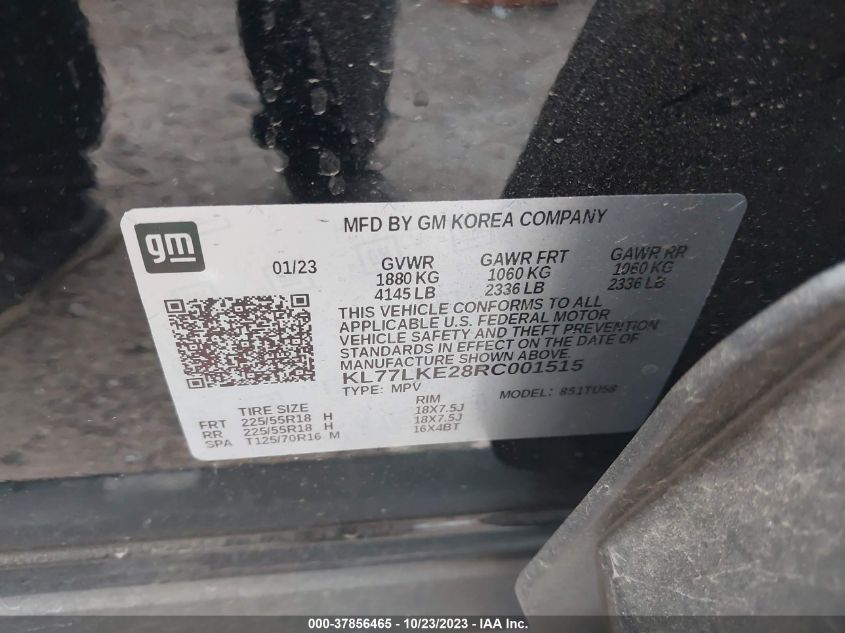 MFD BY GM KOREA COMPANY
gm
01/23
GVWR GAWR FRT GAWR RR
1880 KG 1060 KG 1060 KG
4145 LB 2336 LB 2336 LB
THIS VEHICLE CONFORMS TO ALL
APPLICABLE U.S. FEDERAL MOTOR
VEHICLE SAFETY AND THEFT PREVENTION
STANDARDS IN EFFECT ON THE DATE OF
MANUFACTURE SHOWN ABOVE.
KL77LKE28RC001515
TYPE: MPV MODEL: 851TU58
TIRE SIZE RIM
FRT 225/55R18 H 18X7.5J
RR 225/55R18 H 18X7.5J
SPA T125/70R16 M 16X4BT
000-37856465 - 10/23/2023 - IAA Inc.